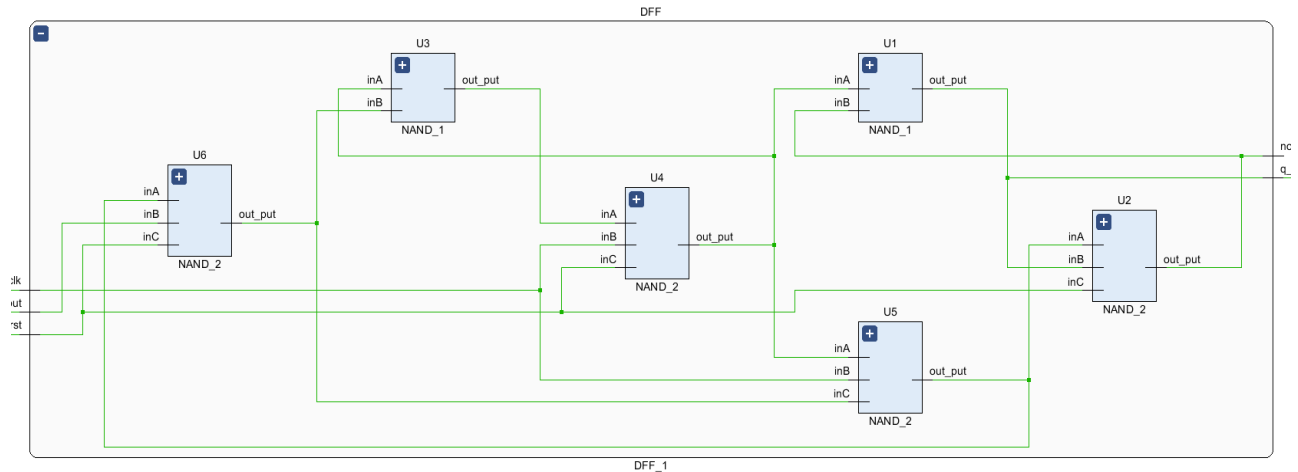 DFF
U3
inA
out_put
inB
NAND_1
U1
inA
out_put
inB
NAND_1
U6
inA
inB
out_put
inC
NAND_2
U4
inA
inB
out_put
inC
NAND_2
U2
inA
inB
out_put
inC
NAND_2
U5
inA
inB
out_put
inC
NAND_2
rst
DFF_1